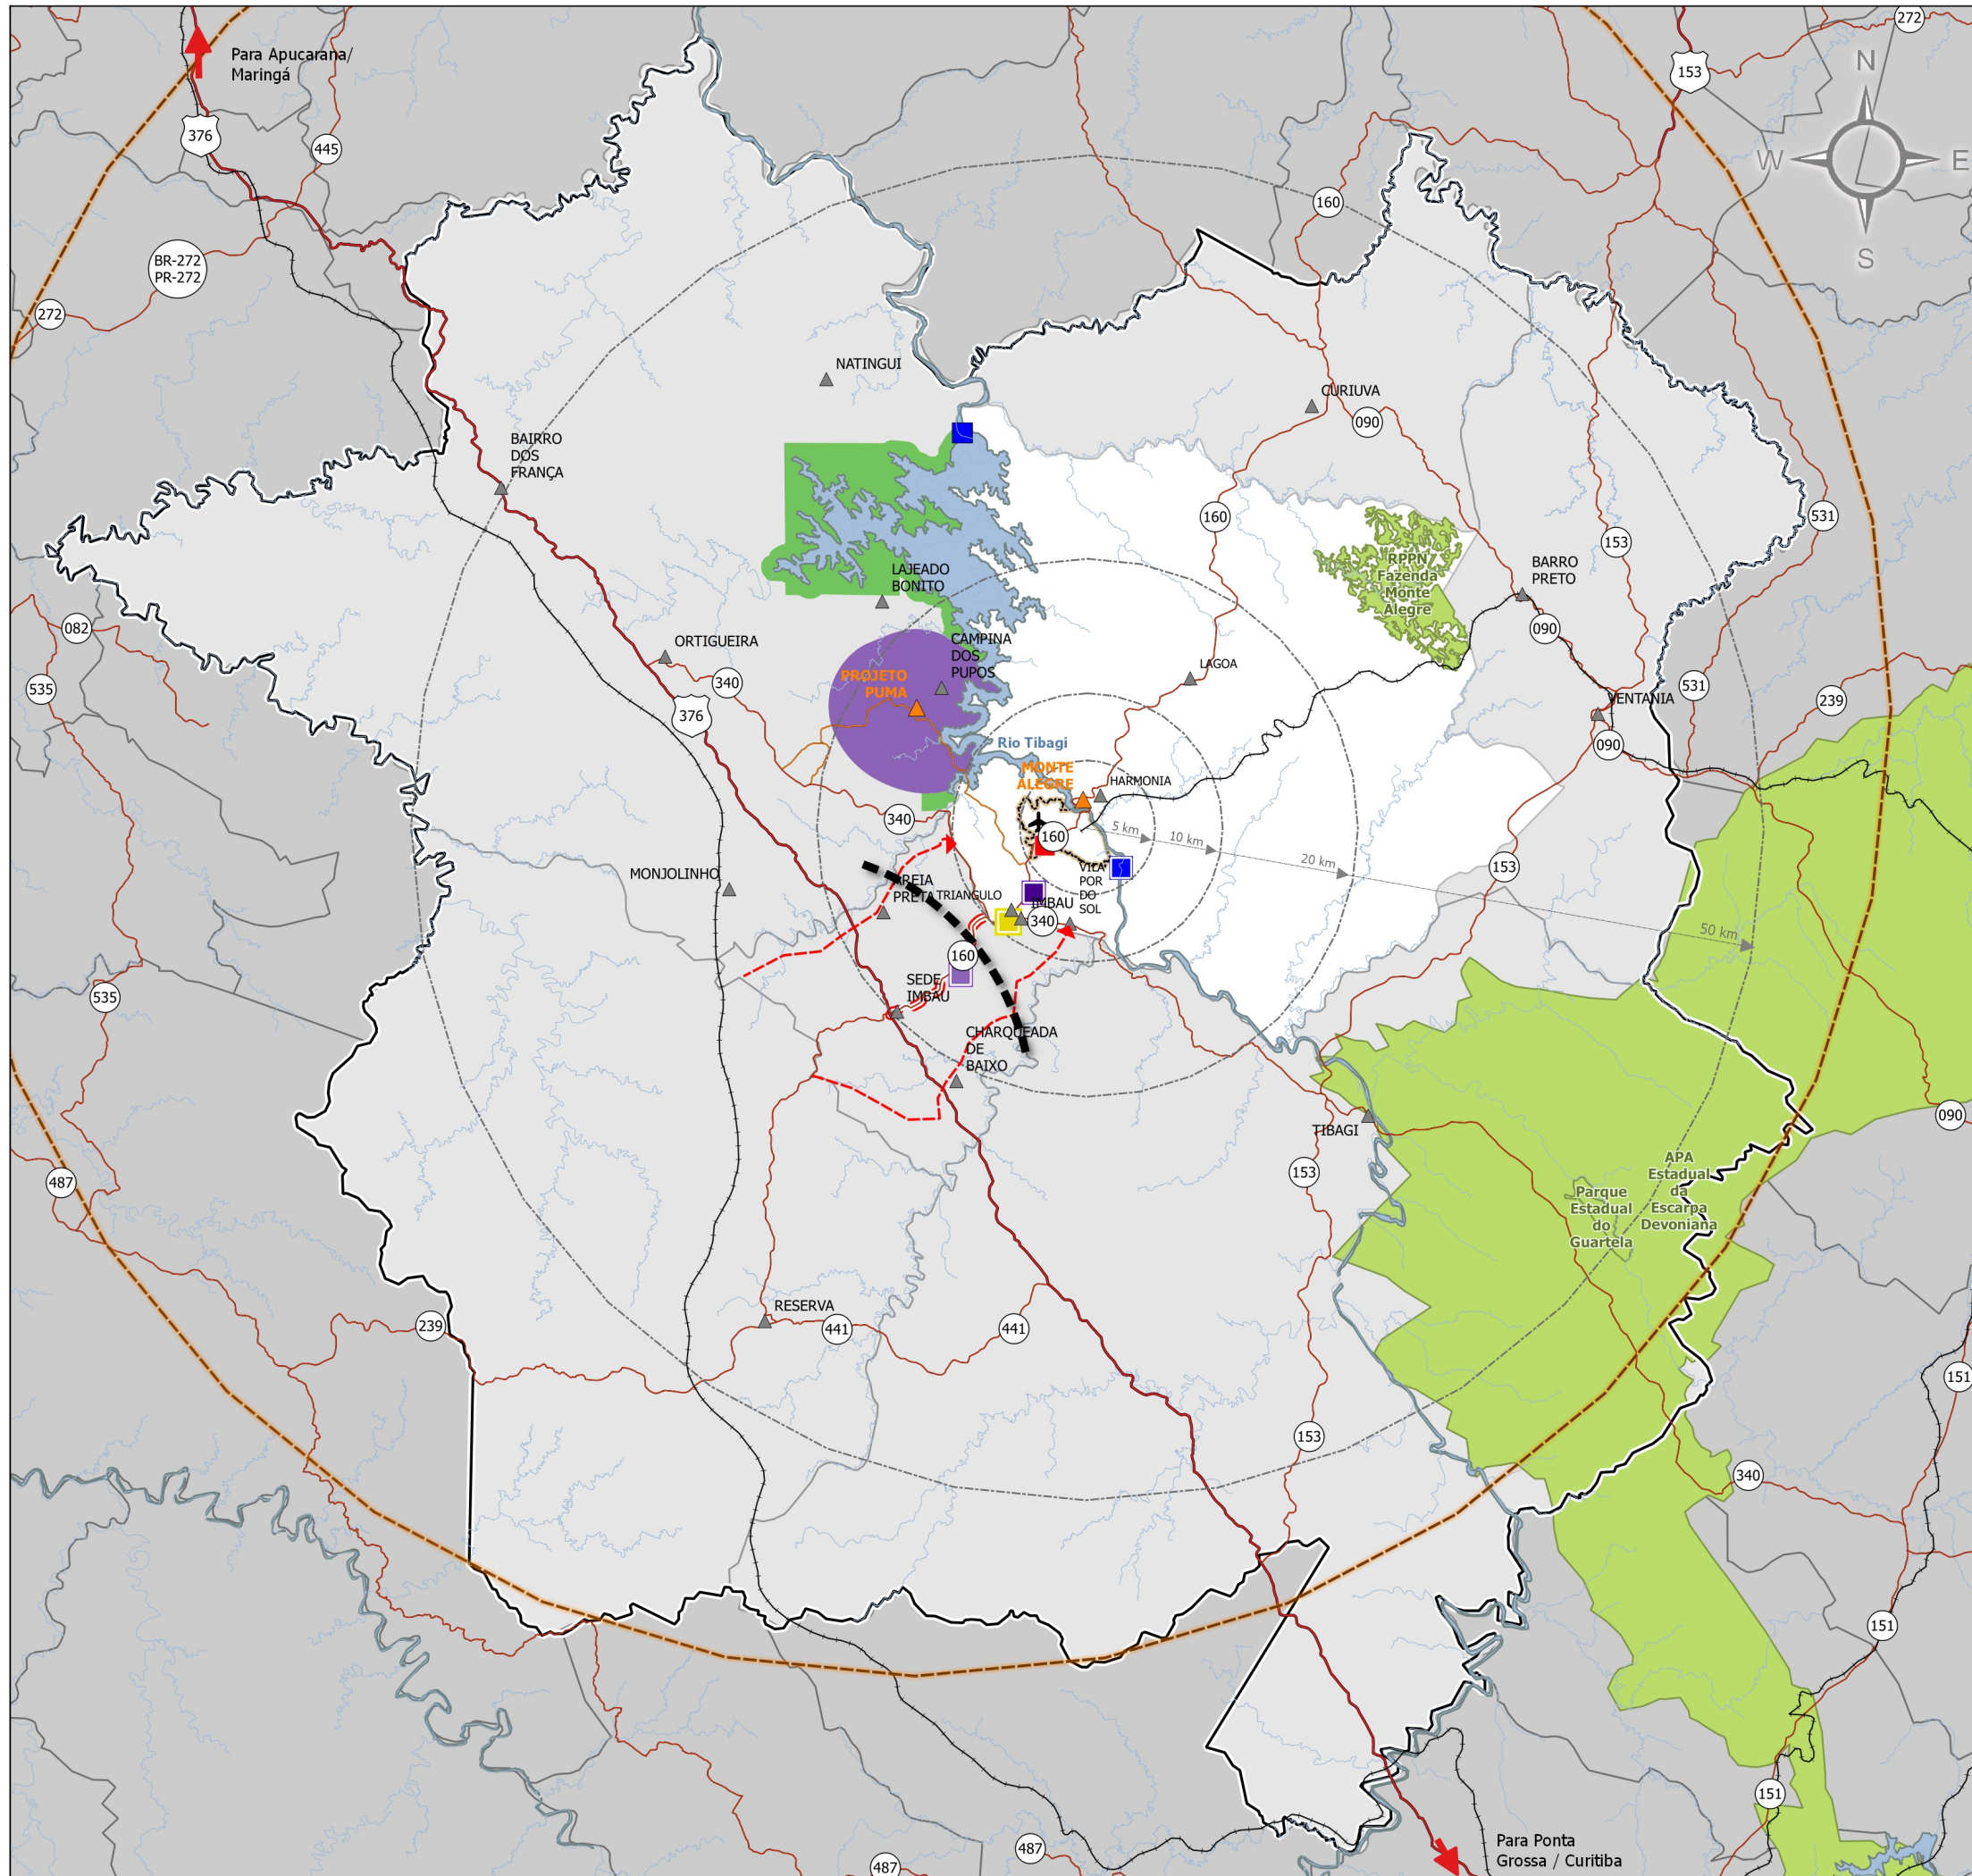 272
Para Apucarana/
Maringá
N
153
376
445
W
E
160
S
BR-272
PR-272
272
NATINGUI
CURIUVA
090
BAIRRO
DOS
FRANÇA
160
531
153
RPPN
Fazenda
Monte
Alegre
BARRO
PRETO
LAJEADO
BONITO
082
090
ORTIGUEIRA
CAMPINA
DOS
PUPOS
LAGOA
340
PROJETO
PUMA
535
531
239
VENTANIA
376
Rio Tibagi
090
MONTE
ALEGRE
HARMONIA
340
5 km
10 km
160
20 km
153
MONJOLINHO
VILA
POR
DO
SOL
REIA
PRETA
TRIANGULO
IMBAU
340
50 km
160
SEDE
IMBAU
535
CHARQUEADA
DE
BAIXO
090
TIBAGI
153
487
APA
Estadual
da
Escarpa
Devoniana
Parque
Estadual
do
Guartela
RESERVA
239
441
441
151
153
340
151
151
Para Ponta
Grossa / Curitiba
487
487